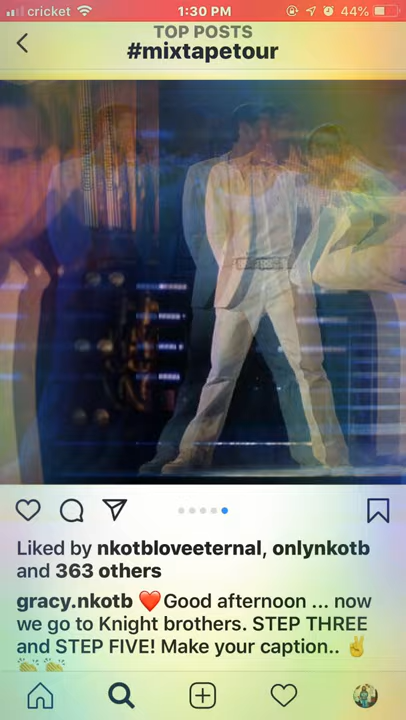 cricket 1:30 PM 44%
TOP POSTS
#mixtapetour
Liked by nkotbloveeternal, onlynkotb
and 363 others
gracy.nkotb ❤️Good afternoon ... now
we go to Knight brothers. STEP THREE
and STEP FIVE! Make your caption.. ✌️
👏 👏